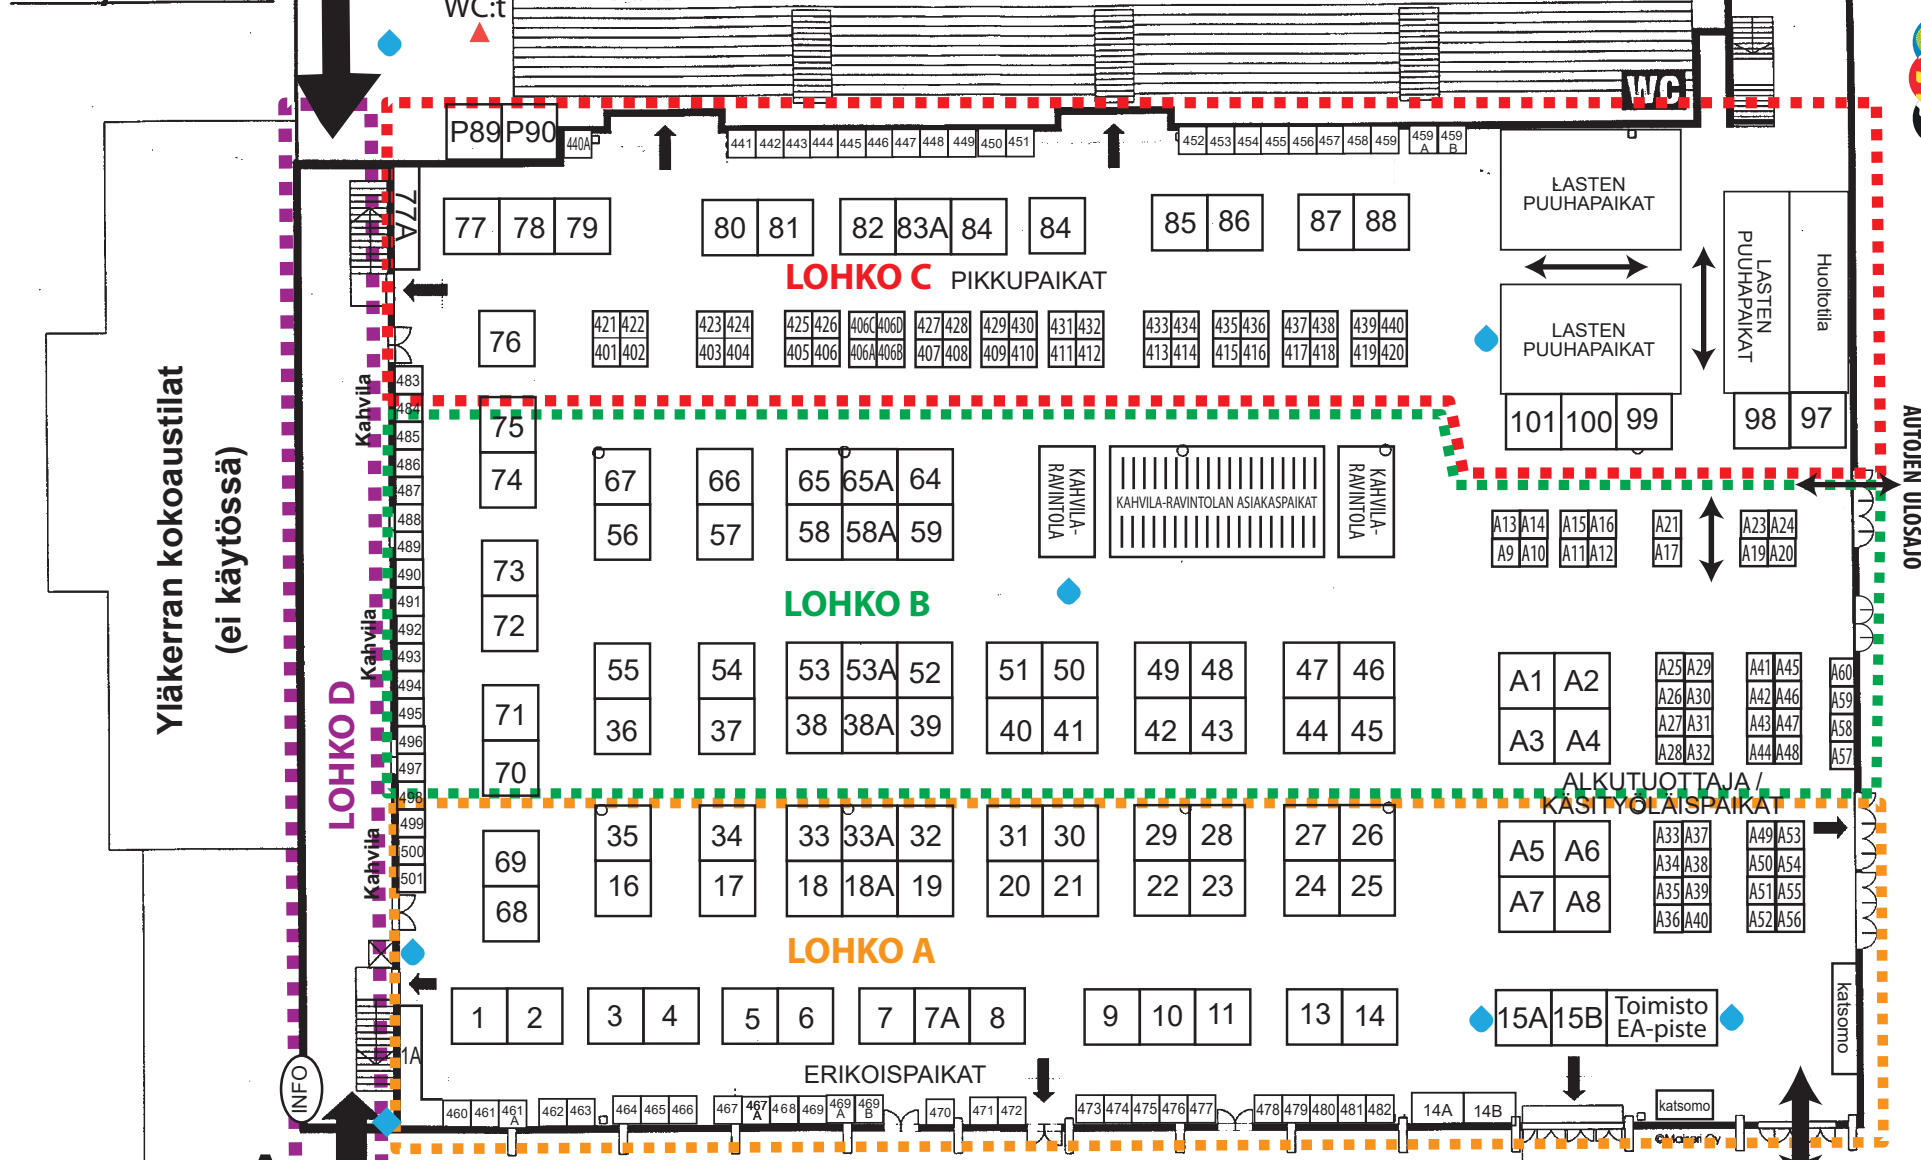 WC:t
WC
P89 P90
440A
441 442 443 444 445 446 447 448 449 450 451
452 453 454 455 456 457 458 459 459 A 459 B
77A
77 78 79
80 81
82 83A 84
84
85 86
87 88
LASTEN
PUUHAPAIKAT
LASTEN
PUUHAPAIKAT
Huoltotila
LOHKO C PIKKUPAIKAT
76
421 422 423 424 425 426 406C 406D 427 428 429 430 431 432 433 434 435 436 437 438 439 440
401 402 403 404 405 406 406A 406B 407 408 409 410 411 412 413 414 415 416 417 418 419 420
LASTEN
PUUHAPAIKAT
101 100 99
98 97
AUTOJEN ULOSAJO
Yläkerran kokoaustilat
(ei käytössä)
LOHKO D
Kahvila
Kahvila
Kahvila
483
484
485
486
487
488
489
490
491
492
493
494
495
496
497
498
499
500
501
75
74
73
72
71
70
69
68
67 66 65 65A 64
56 57 58 58A 59
KAHVILA-
RAVINTOLA
KAHVILA-RAVINTOLAN ASIAKASPAIKAT
KAHVILA-
RAVINTOLA
A13 A14 A15 A16 A21 A23 A24
A9 A10 A11 A12 A17 A19 A20
LOHKO B
55 54 53 53A 52 51 50 49 48 47 46
36 37 38 38A 39 40 41 42 43 44 45
A1 A2
A3 A4
A25 A29 A41 A45 A60
A26 A30 A42 A46 A59
A27 A31 A43 A47 A58
A28 A32 A44 A48 A57
ALKUTUOTTAJA /
KÄSITYÖLÄISPAIKAT
35 34 33 33A 32 31 30 29 28 27 26
16 17 18 18A 19 20 21 22 23 24 25
A5 A6
A7 A8
A33 A37 A49 A53
A34 A38 A50 A54
A35 A39 A51 A55
A36 A40 A52 A56
LOHKO A
1 2 3 4 5 6 7 7A 8 9 10 11 13 14
15A 15B
Toimisto
EA-piste
katsomo
1A
INFO
ERIKOISPAIKAT
460 461 461 A 462 463 464 465 466 467 467 A 468 469 469 A 469 B 470 471 472 473 474 475 476 477 478 479 480 481 482 14A 14B
katsomo